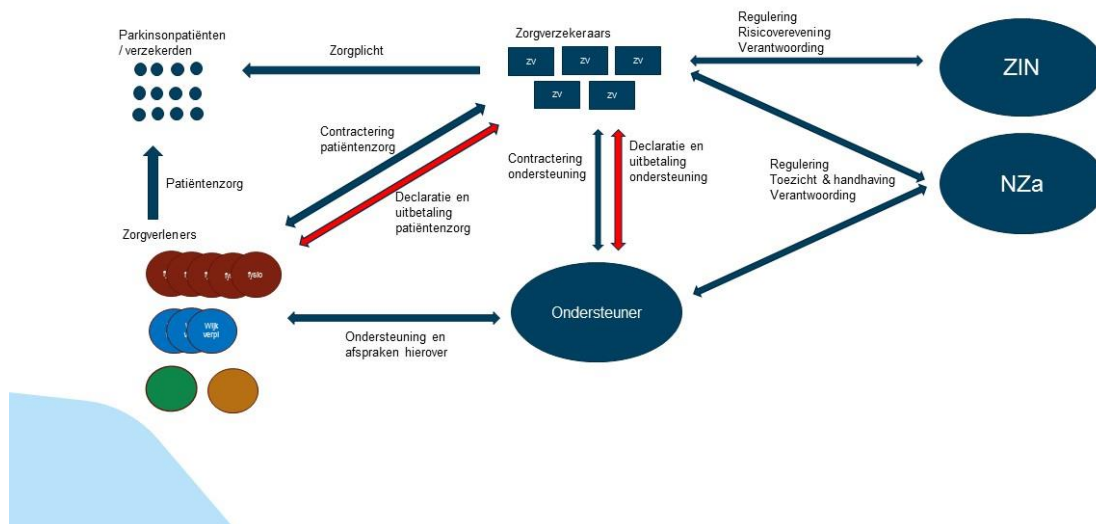 Parkinsonpatiënten
/ verzekerden
Zorgplicht
Zorgverzekeraars
ZV
ZV
ZV
ZV
ZV
Regulering
Risicoverevening
Verantwoording
ZIN
Contractering
patiëntenzorg
Contractering
ondersteuning
Declaratie en
uitbetaling
ondersteuning
Regulering
Toezicht & handhaving
Verantwoording
NZa
Patiëntenzorg
Declaratie en
uitbetaling
patiëntenzorg
Zorgverleners
fysio
Wijk
verpl
Ondersteuning en
afspraken hierover
Ondersteuner